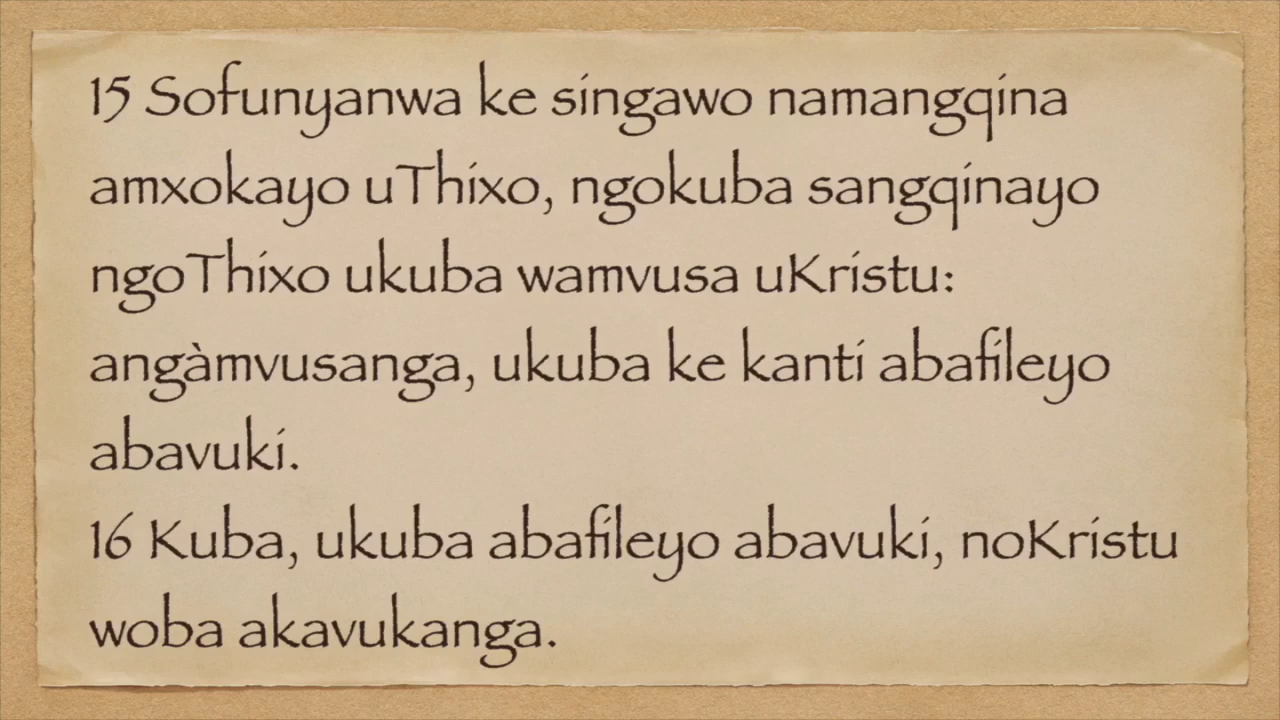 15 Sofunyanwa ke singawo namangqina
amxokayo uThixo, ngokuba sangqinayo
ngoThixo ukuba wamvusa uKristu:
angàmvusanga, ukuba ke kanti abafileyo
abavuki.
16 Kuba, ukuba abafileyo abavuki, noKristu
woba akavukanga.